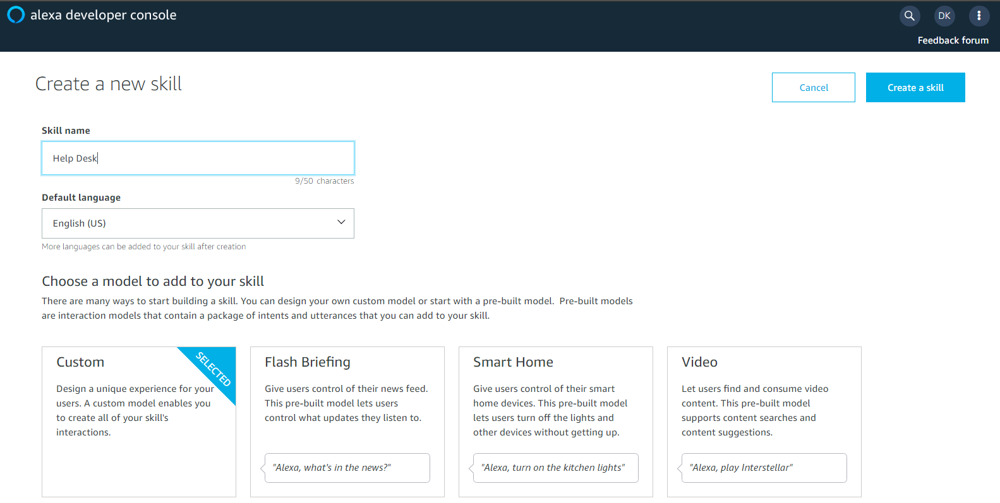 alexa developer console
DK
Feedback forum
Create a new skill
Cancel
Create a skill
Skill name
Help Desk
9/50 characters
Default language
English (US)
More languages can be added to your skill after creation
Choose a model to add to your skill
There are many ways to start building a skill. You can design your own custom model or start with a pre-built model. Pre-built models
are interaction models that contain a package of intents and utterances that you can add to your skill.
Custom
SELECTED
Design a unique experience for your
users. A custom model enables you
to create all of your skill's
interactions.
Flash Briefing
Give users control of their news feed.
This pre-built model lets users
control what updates they listen to.
"Alexa, what's in the news?"
Smart Home
Give users control of their smart
home devices. This pre-built model
lets users turn off the lights and
other devices without getting up.
"Alexa, turn on the kitchen lights"
Video
Let users find and consume video
content. This pre-built model
supports content searches and
content suggestions.
"Alexa, play Interstellar"